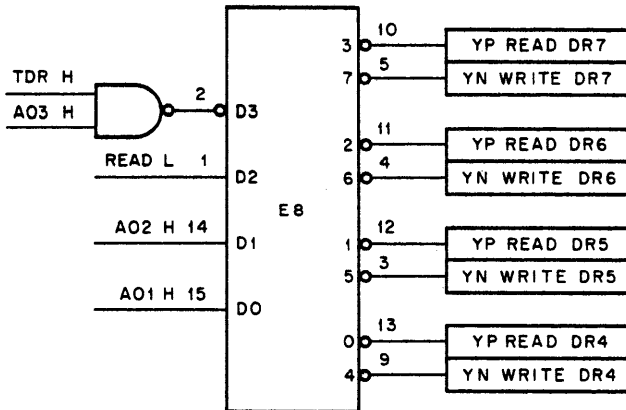 3 10 YP READ DR7
7 5 YN WRITE DR7
TDR H
A03 H
2 D3
2 11 YP READ DR6
6 4 YN WRITE DR6
READ L 1 D2
E8
A02 H 14 D1
1 12 YP READ DR5
5 3 YN WRITE DR5
A01 H 15 D0
0 13 YP READ DR4
4 9 YN WRITE DR4